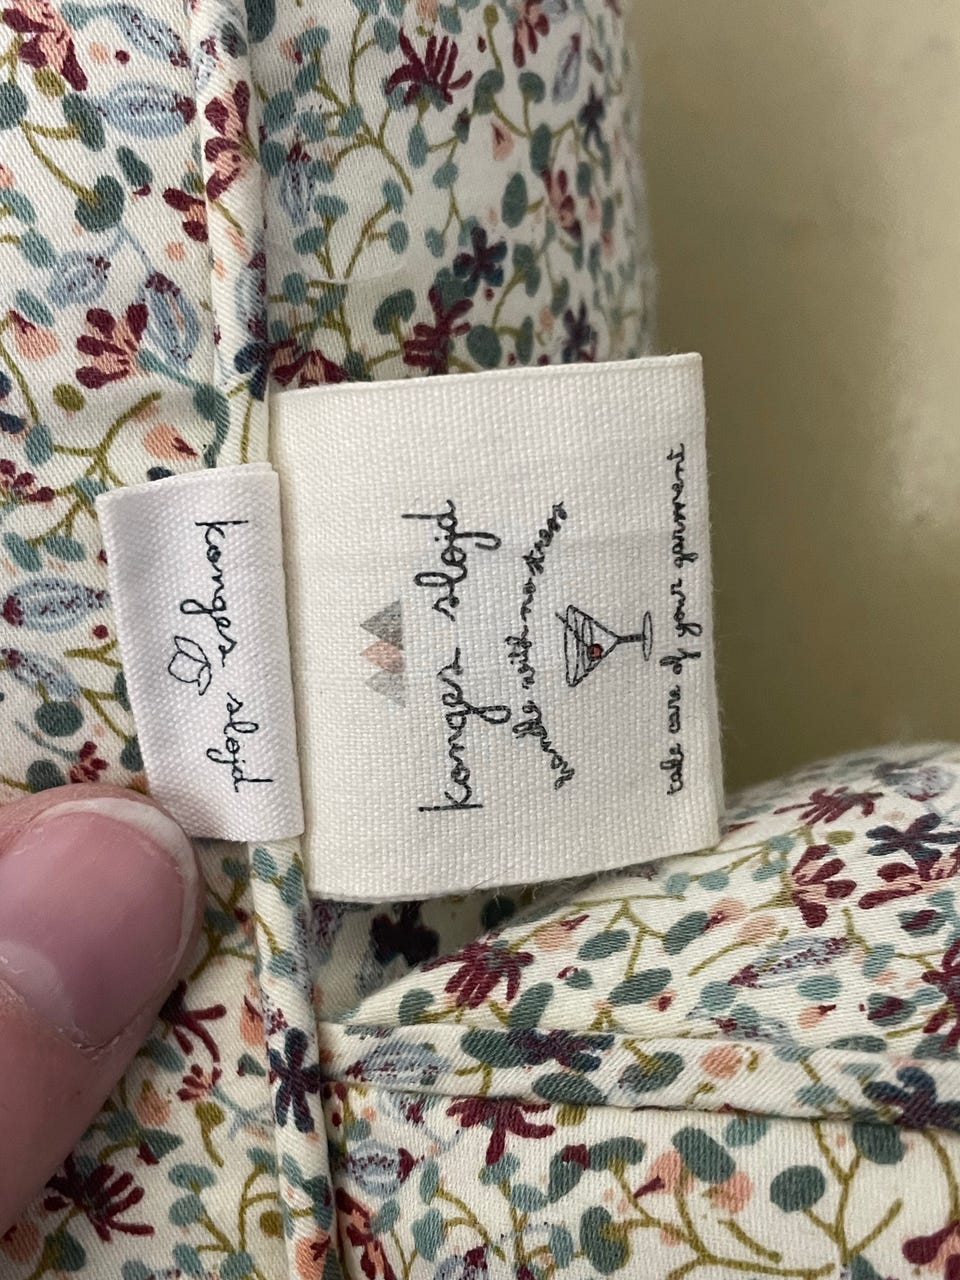 konges sløjd
konges sløjd
handle with no stress
take care of your garment